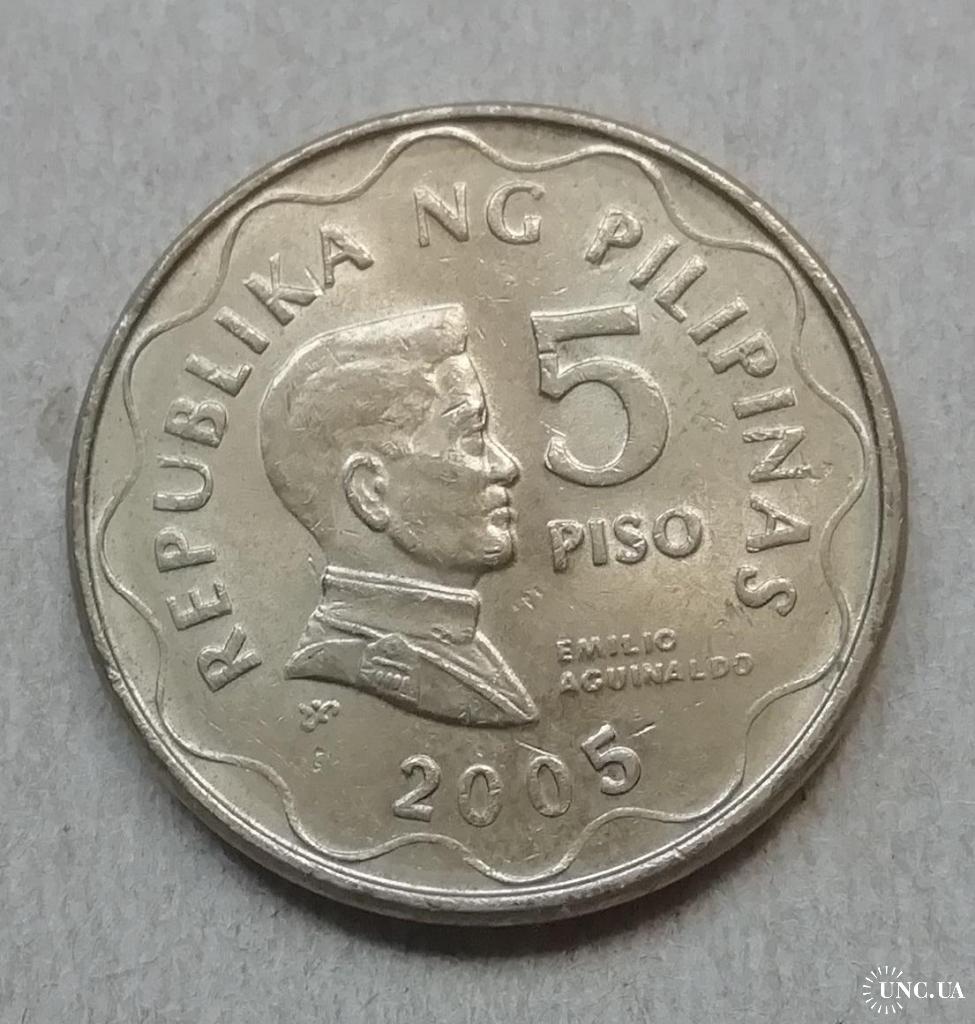 REPUBLIKA NG PILIPINAS
5
PISO
EMILIO
AGUINALDO
2005
UNC.UA